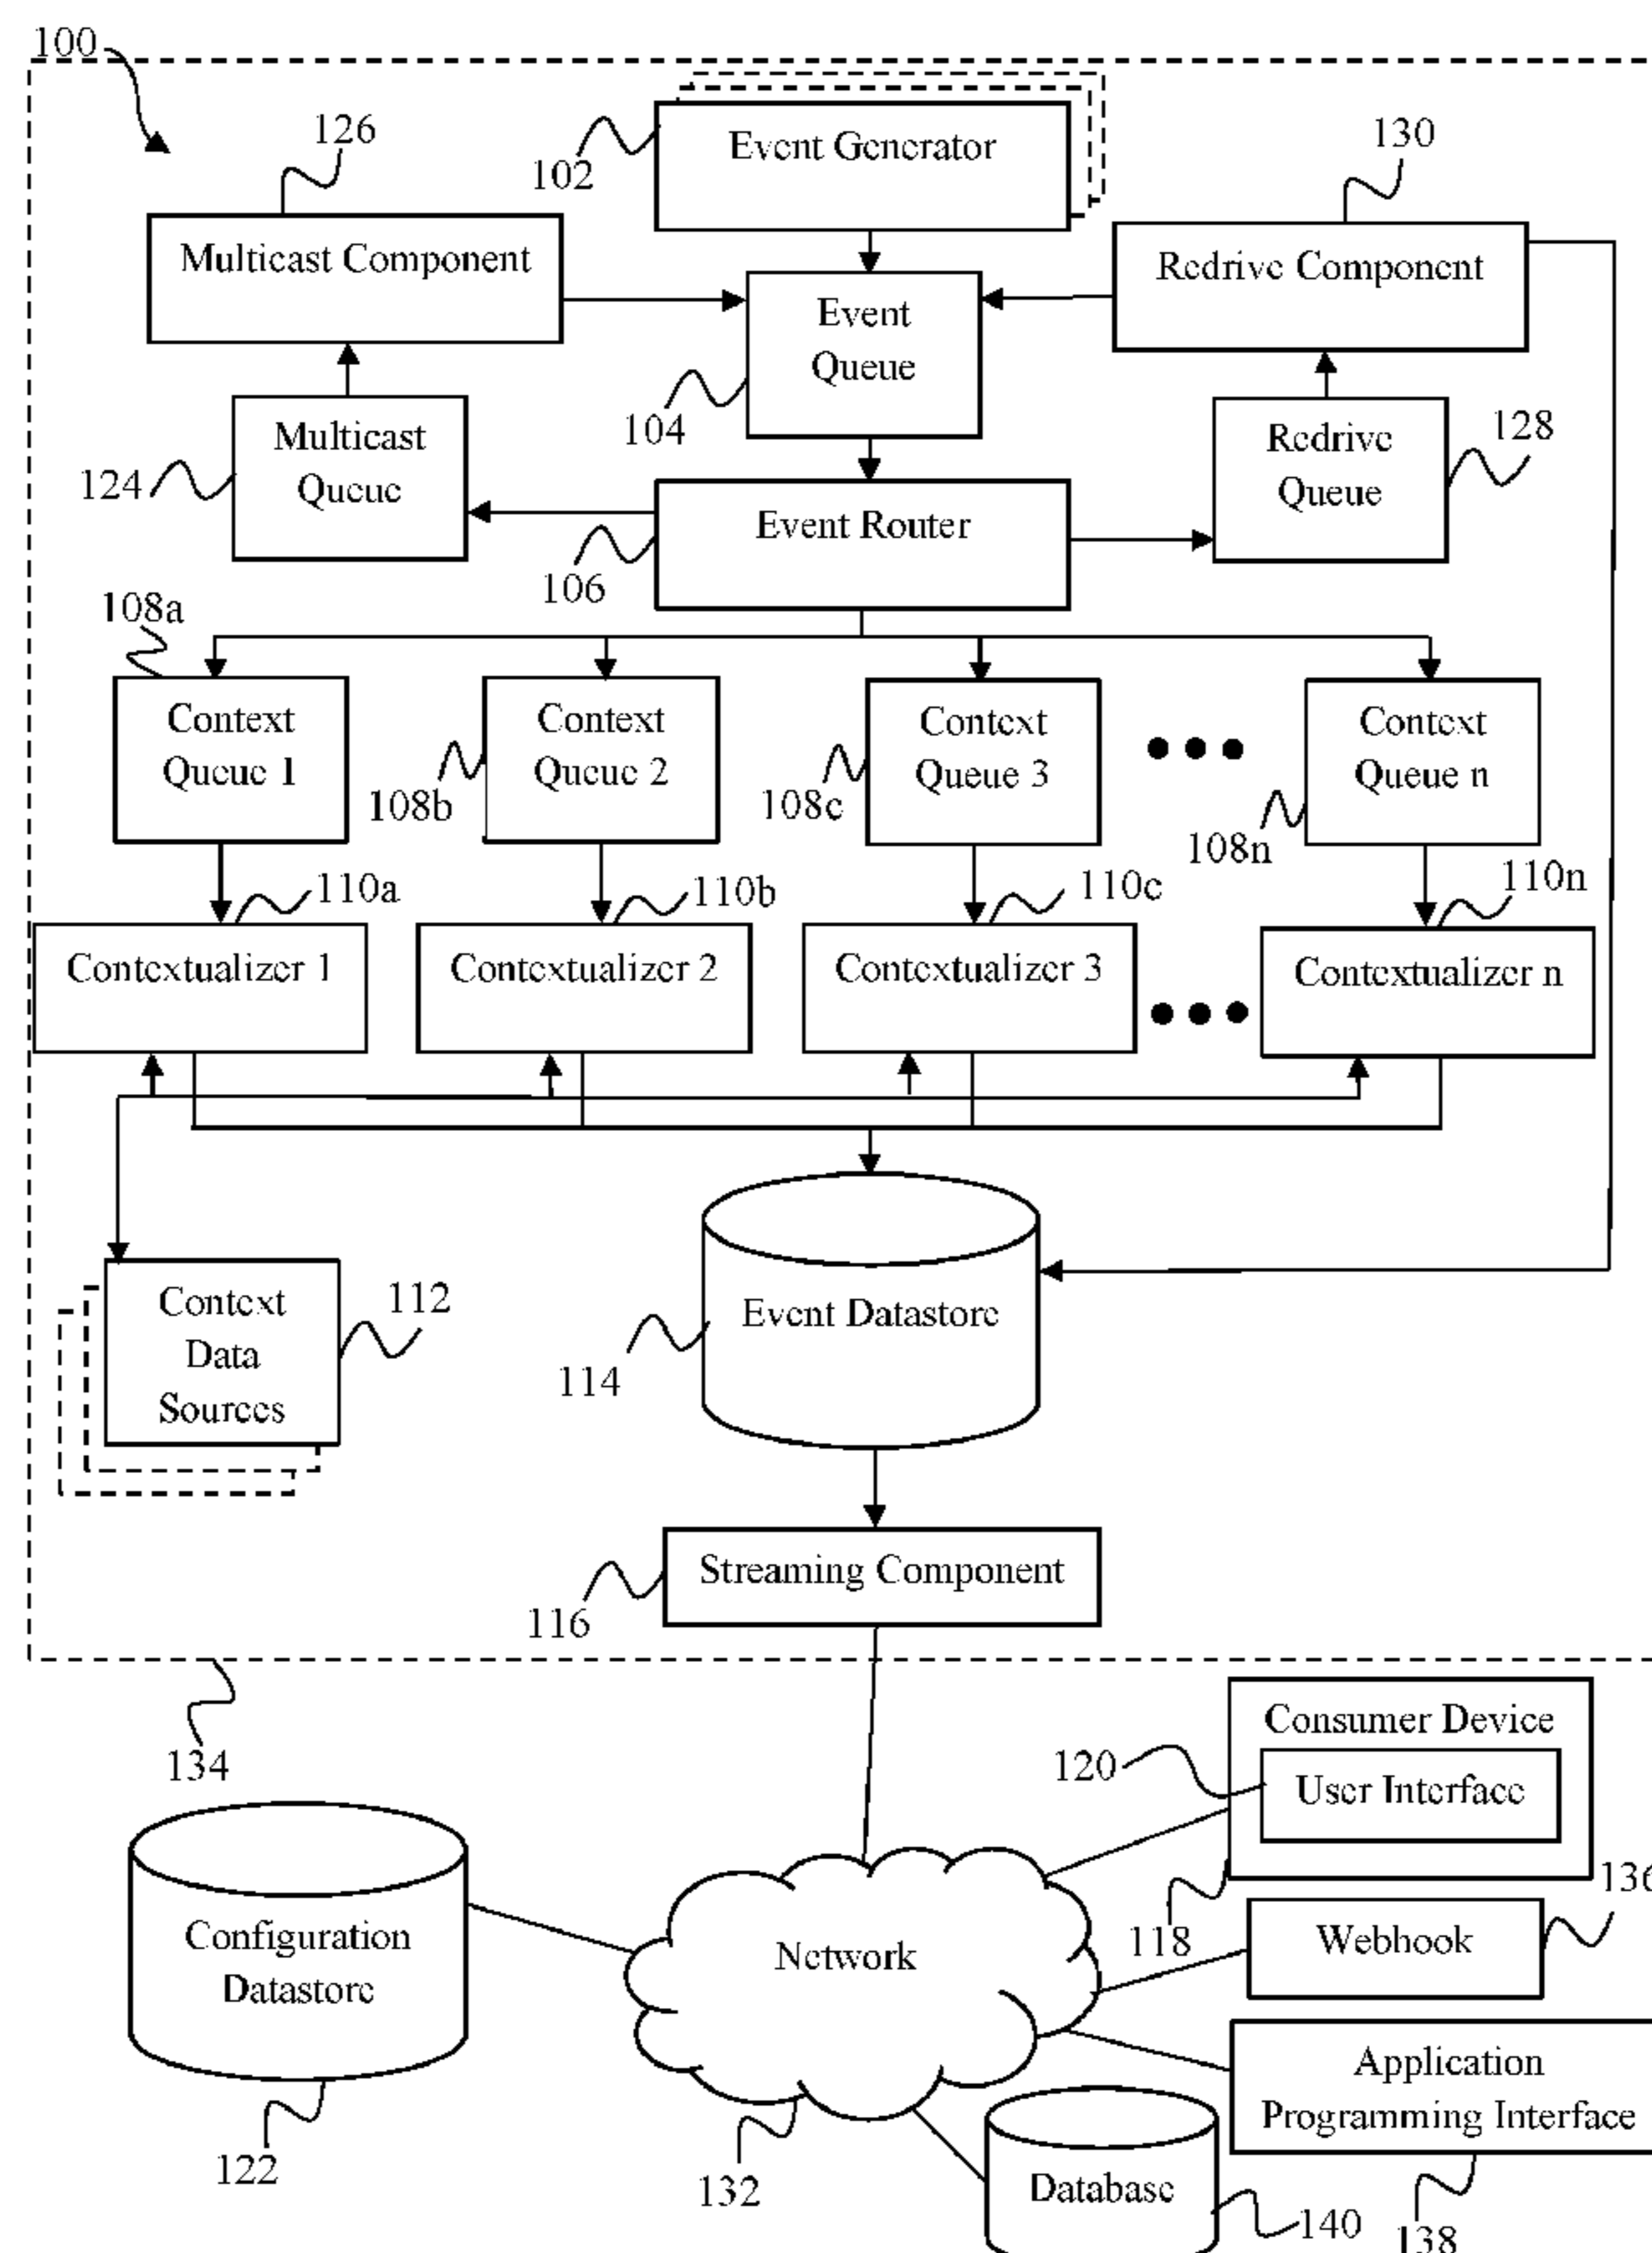 100
126
Event Generator
130
102
Multicast Component
Redrive Component
Event
Queue
104
Multicast
Queue
124
Redrive
Queue
128
Event Router
106
108a
Context
Queue 1
Context
Queue 2
108b
Context
Queue 3
108c
Context
Queue n
108n
110a
110b
110c
110n
Contextualizer 1
Contextualizer 2
Contextualizer 3
Contextualizer n
Context
Data
Sources
112
Event Datastore
114
Streaming Component
116
134
Consumer Device
120
User Interface
118
136
Webhook
Configuration
Datastore
Network
Application
Programming Interface
122
132
Database
140
138